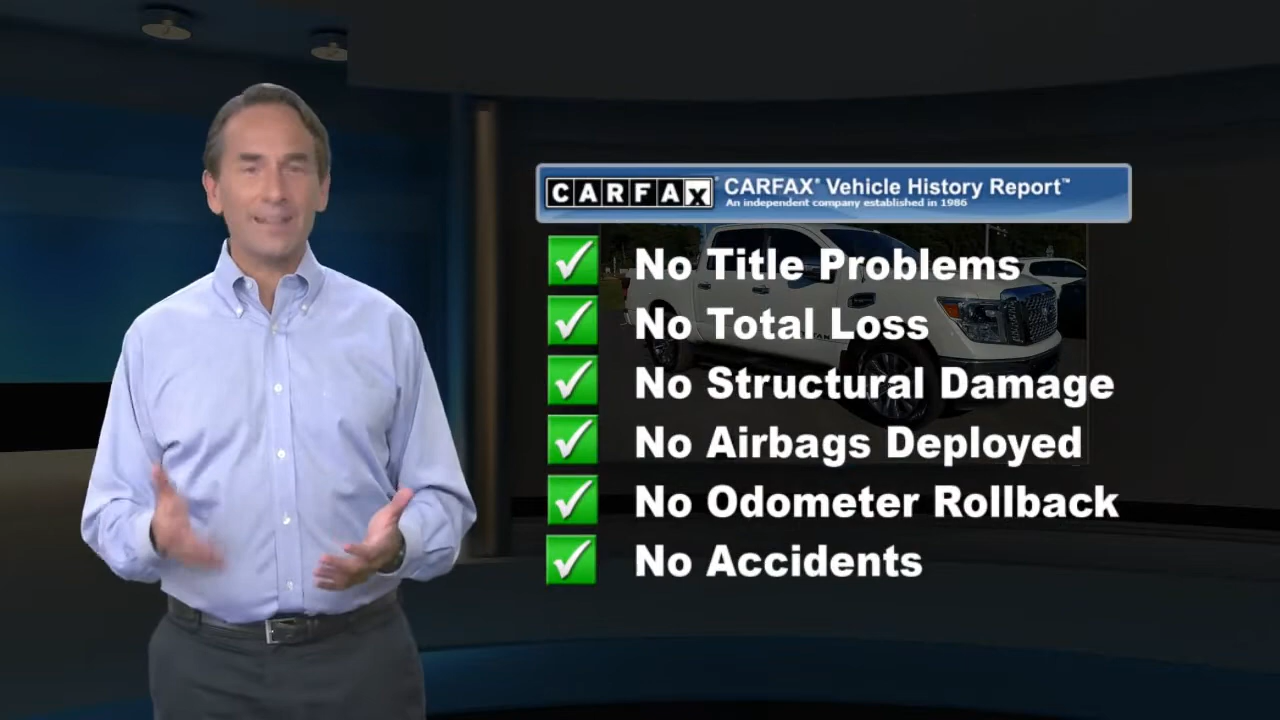 CARFAX
CARFAX® Vehicle History Report™
An independent company established in 1986
No Title Problems
No Total Loss
No Structural Damage
No Airbags Deployed
No Odometer Rollback
No Accidents